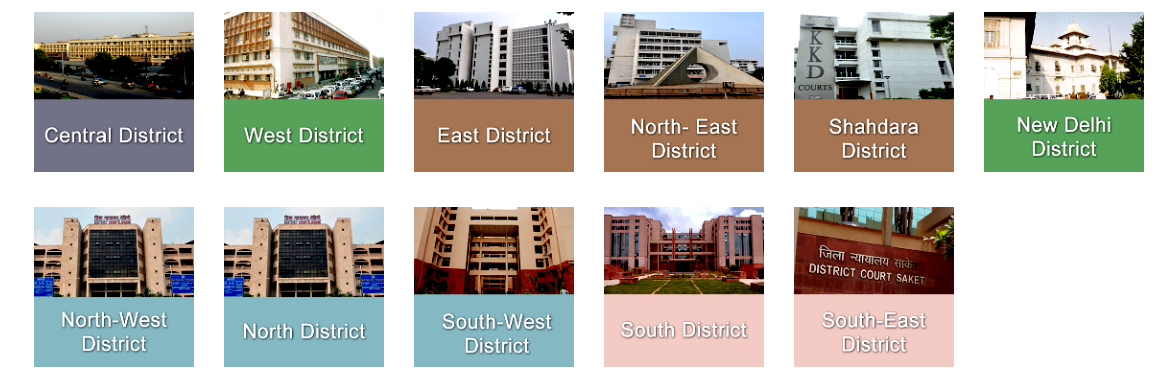 Central District
West District
East District
North- East
District
KKD
COURTS
Shahdara
District
New Delhi
District
North-West
District
North District
South-West
District
South District
जिला न्यायालय साकेत
DISTRICT COURT SAKET
South-East
District